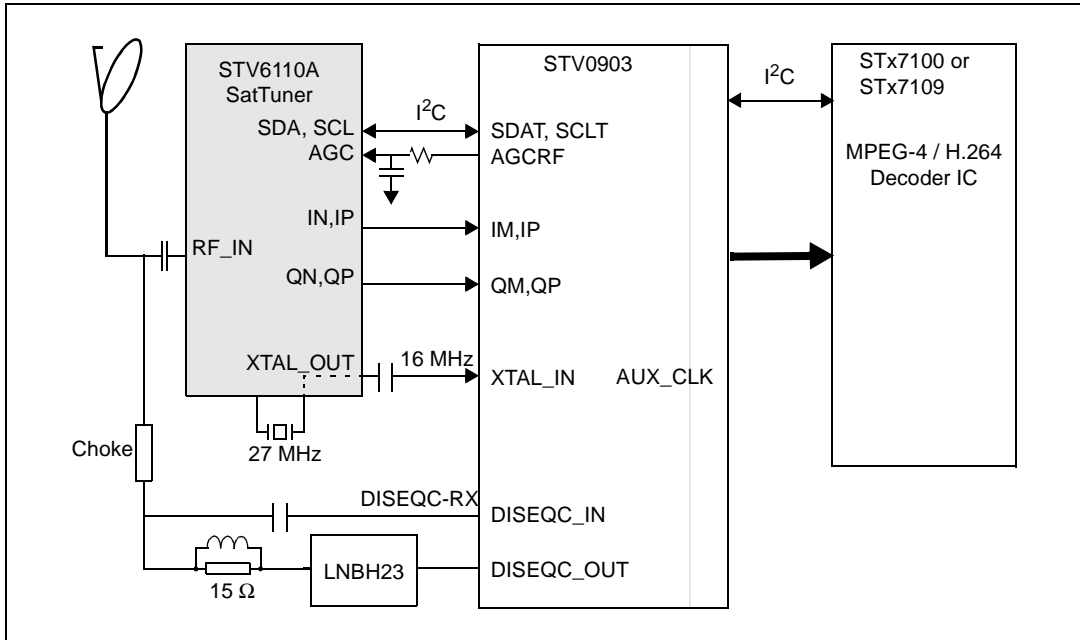 STV6110A
SatTuner
SDA, SCL
AGC
IN,IP
RF_IN
QN,QP
XTAL_OUT
27 MHz
Choke
I²C
16 MHz
STV0903
SDAT, SCLT
AGCRF
IM,IP
QM,QP
XTAL_IN
AUX_CLK
DISEQC-RX
DISEQC_IN
DISEQC_OUT
LNBH23
15 Ω
I²C
STx7100 or
STx7109
MPEG-4 / H.264
Decoder IC